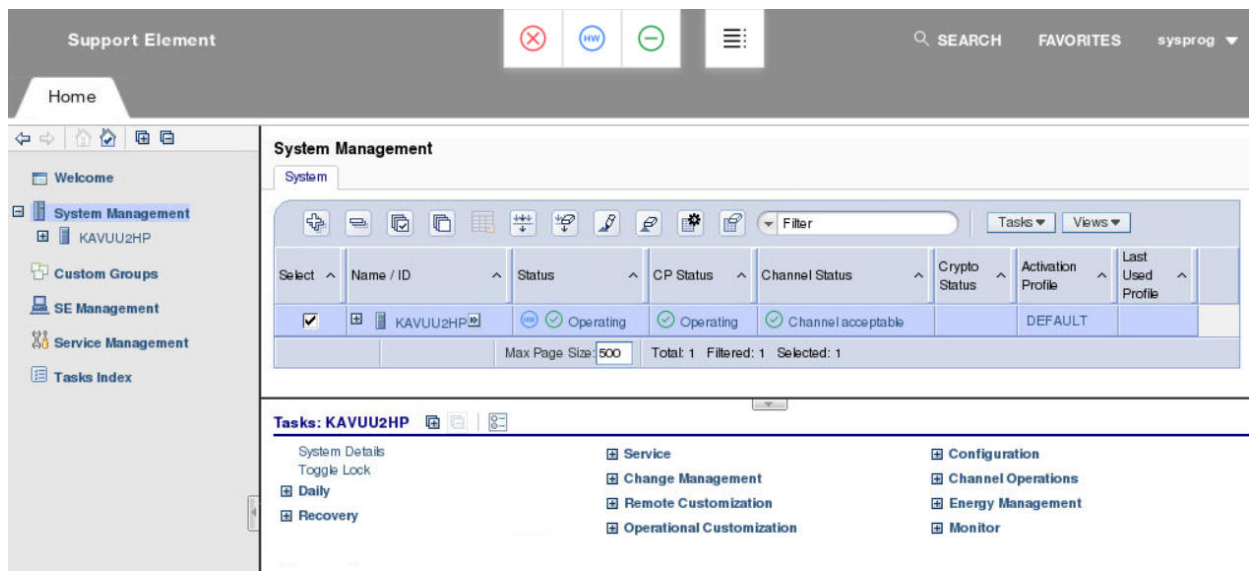 Support Element
HW
SEARCH FAVORITES sysprog
Home
Welcome
System Management
KAVUU2HP
Custom Groups
SE Management
Service Management
Tasks Index
System Management
System
Filter Tasks Views
Select Name / ID Status CP Status Channel Status Crypto Status Activation Profile Last Used Profile
KAVUU2HP Operating Operating Channel acceptable DEFAULT
Max Page Size: 500 Total: 1 Filtered: 1 Selected: 1
Tasks: KAVUU2HP
System Details
Toggle Lock
Daily
Recovery
Service
Change Management
Remote Customization
Operational Customization
Configuration
Channel Operations
Energy Management
Monitor